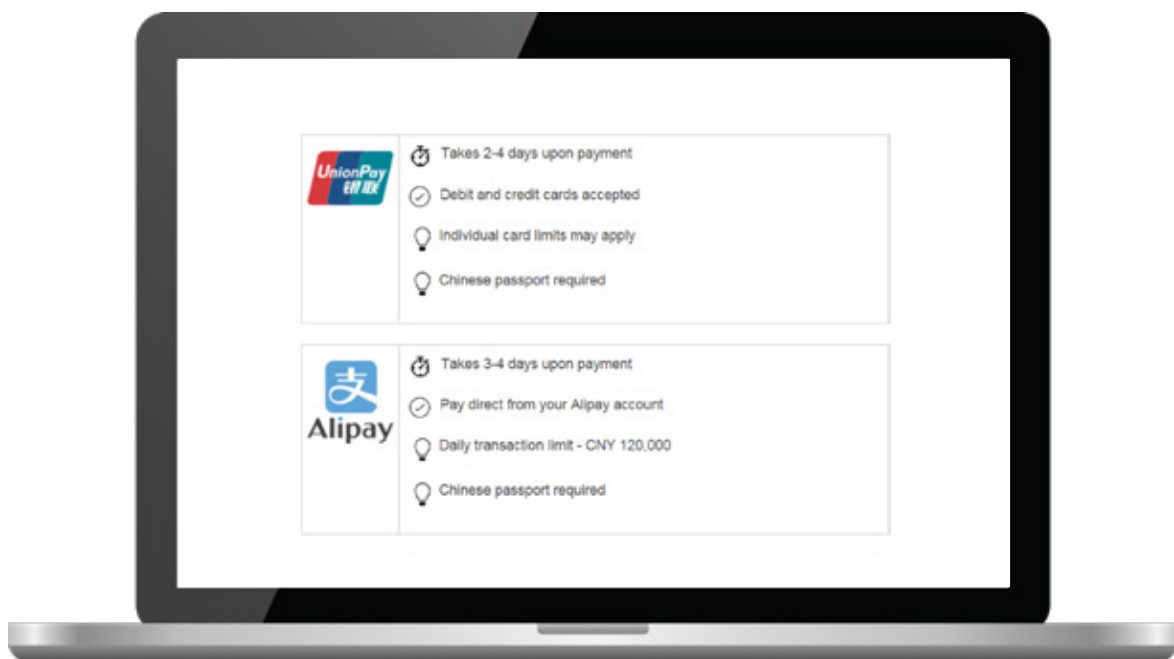 UnionPay
银联
Takes 2-4 days upon payment
Debit and credit cards accepted
Individual card limits may apply
Chinese passport required
支
Alipay
Takes 3-4 days upon payment
Pay direct from your Alipay account
Daily transaction limit - CNY 120,000
Chinese passport required